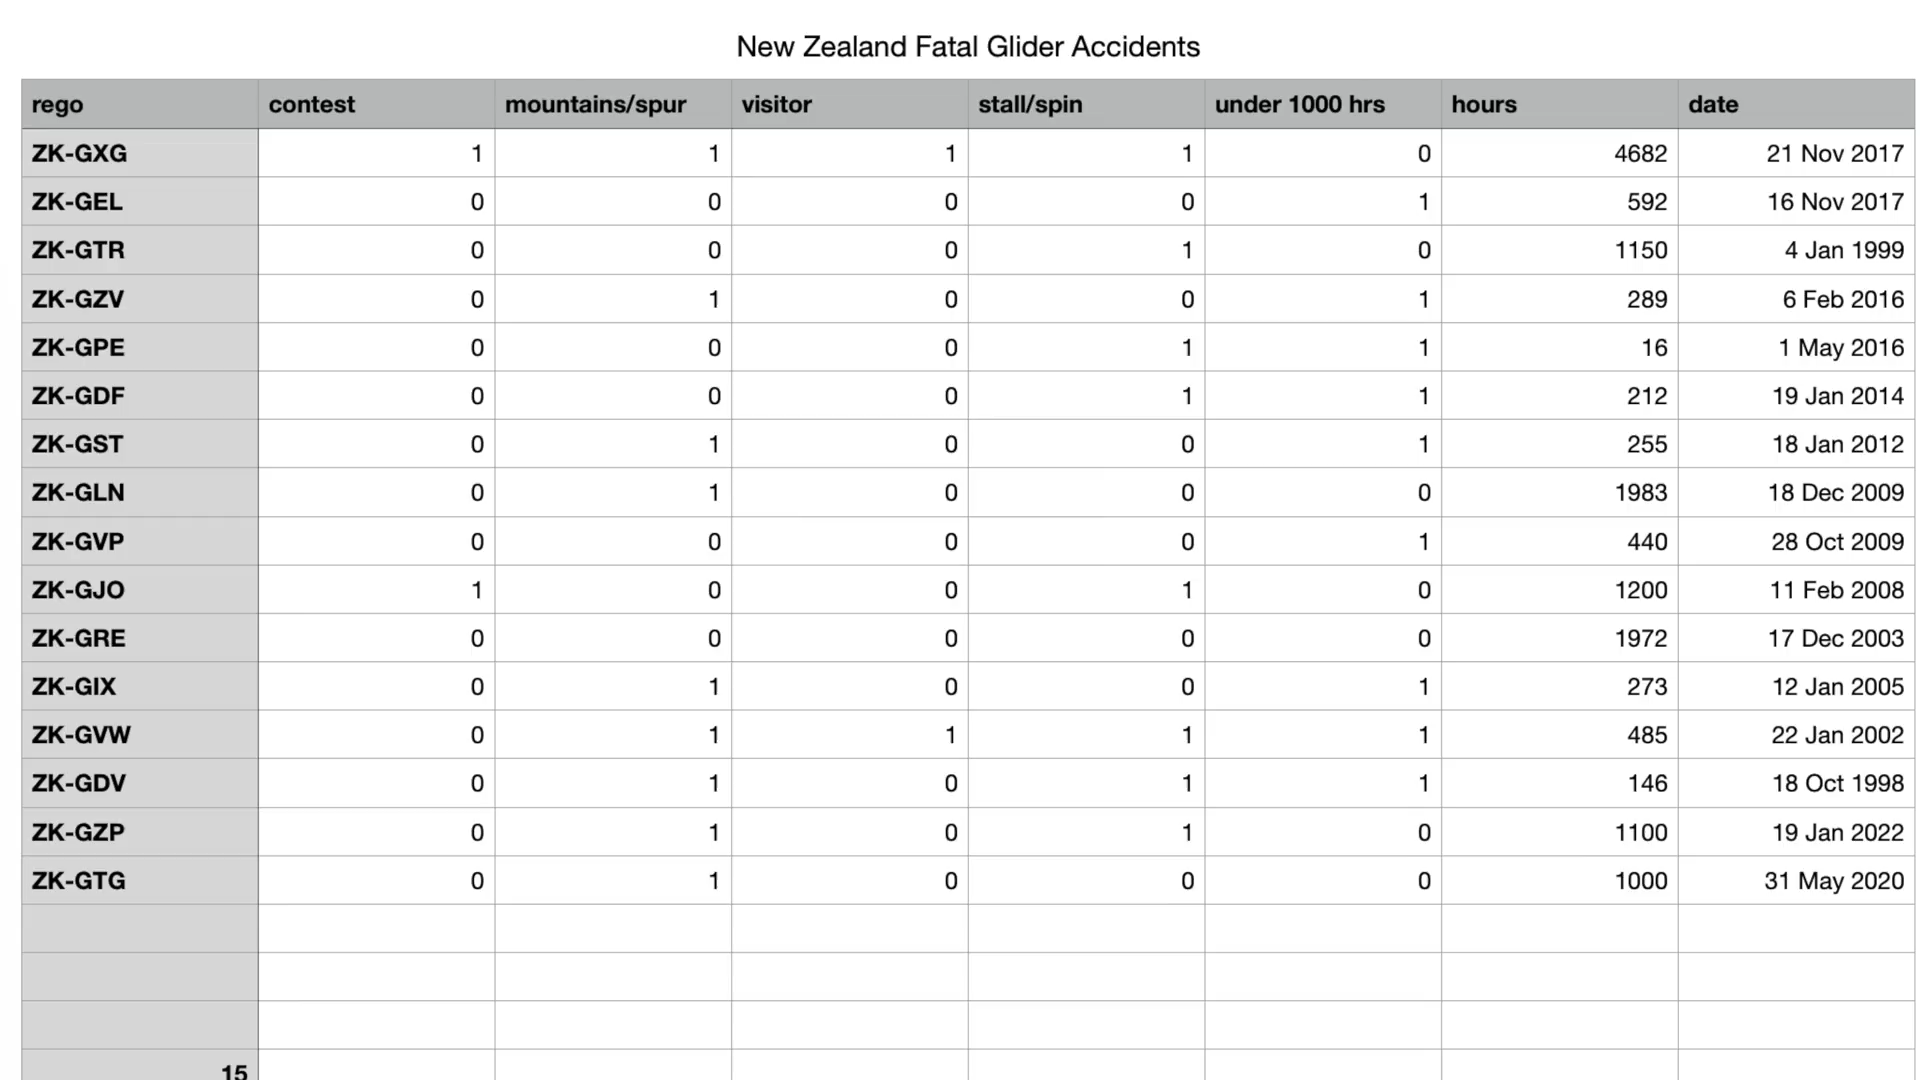 New Zealand Fatal Glider Accidents
rego contest mountains/spur visitor stall/spin under 1000 hrs hours date
ZK-GXG 1 1 1 1 0 4682 21 Nov 2017
ZK-GEL 0 0 0 0 1 592 16 Nov 2017
ZK-GTR 0 0 0 1 0 1150 4 Jan 1999
ZK-GZV 0 1 0 0 1 289 6 Feb 2016
ZK-GPE 0 0 0 1 1 16 1 May 2016
ZK-GDF 0 0 0 1 1 212 19 Jan 2014
ZK-GST 0 1 0 0 1 255 18 Jan 2012
ZK-GLN 0 1 0 0 0 1983 18 Dec 2009
ZK-GVP 0 0 0 0 1 440 28 Oct 2009
ZK-GJO 1 0 0 1 0 1200 11 Feb 2008
ZK-GRE 0 0 0 0 0 1972 17 Dec 2003
ZK-GIX 0 1 0 0 1 273 12 Jan 2005
ZK-GVW 0 1 1 1 1 485 22 Jan 2002
ZK-GDV 0 1 0 1 1 146 18 Oct 1998
ZK-GZP 0 1 0 1 0 1100 19 Jan 2022
ZK-GTG 0 1 0 0 0 1000 31 May 2020
15